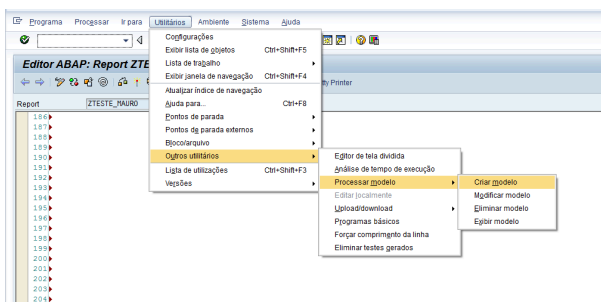 Programa Processar Ir para Utilitários Ambiente Sistema Ajuda
Configurações
Exibir lista de objetos Ctrl+Shift+F5
Editor ABAP: Report ZTE
Lista de trabalho
Exibir janela de navegação Ctrl+Shift+F4
Printer
Atualizar índice de navegação
Report ZTESTE_MAURO
Ajuda para... Ctrl+F8
Pontos de parada
Pontos de parada externos
Bloco/arquivo
Outros utilitários
Lista de utilizações Ctrl+Shift+F3
Versões
Editor de tela dividida
Análise de tempo de execução
Processar modelo
Editar localmente
Upload/download
Programas básicos
Forçar comprimento da linha
Eliminar testes gerados
Criar modelo
Modificar modelo
Eliminar modelo
Exibir modelo
186
187
188
189
190
191
192
193
194
195
196
197
198
199
200
201
202
203
204